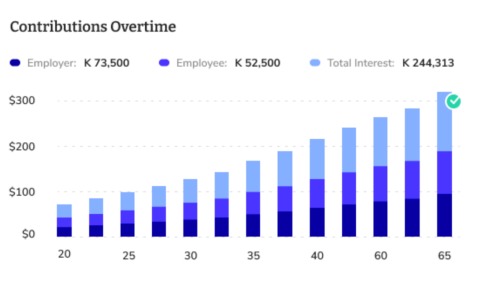 Contributions Overtime
Employer: K 73,500 Employee: K 52,500 Total Interest: K 244,313
$300
$200
$100
$0
20 25 30 35 40 60 65